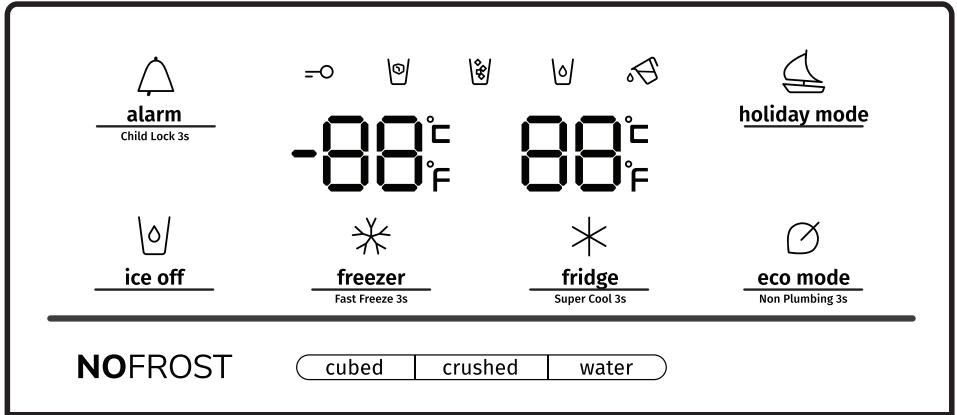 alarm
Child Lock 3s
-88°C
°F
88°C
°F
holiday mode
ice off
freezer
Fast Freeze 3s
fridge
Super Cool 3s
eco mode
Non Plumbing 3s
NOFROST
cubed
crushed
water